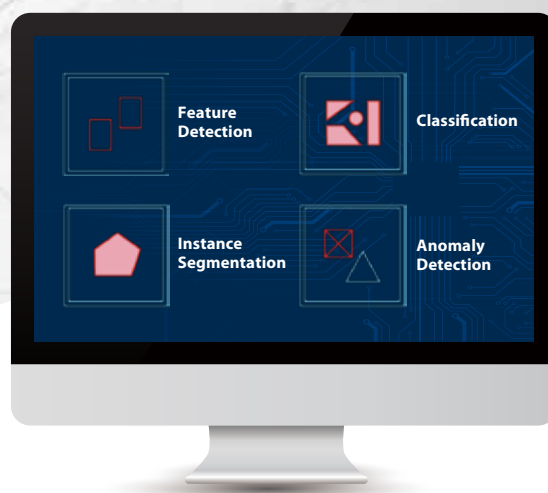 Feature
Detection
Classification
Instance
Segmentation
Anomaly
Detection